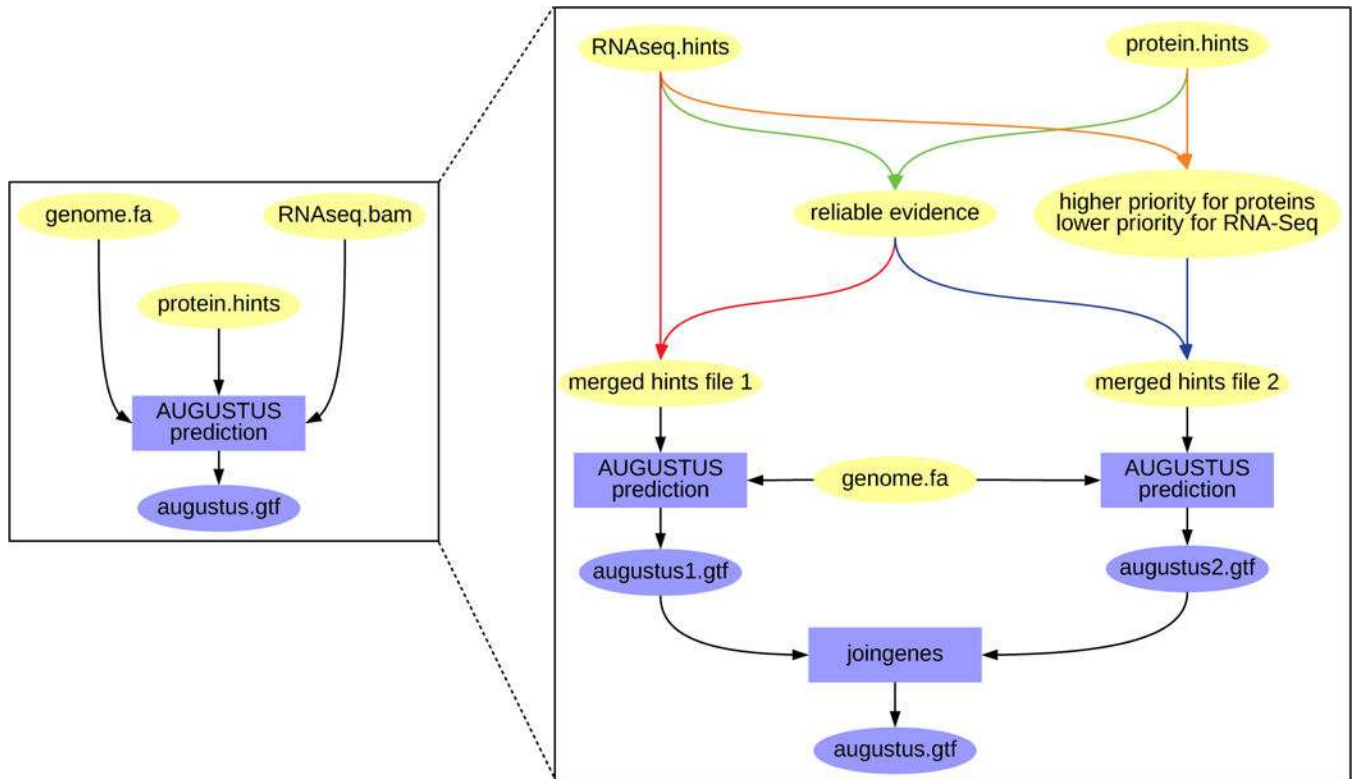 genome.fa
RNAseq.bam
protein.hints
AUGUSTUS
prediction
augustus.gtf
RNAseq.hints
protein.hints
reliable evidence
higher priority for proteins
lower priority for RNA-Seq
merged hints file 1
merged hints file 2
AUGUSTUS
prediction
genome.fa
AUGUSTUS
prediction
augustus1.gtf
augustus2.gtf
joingenes
augustus.gtf